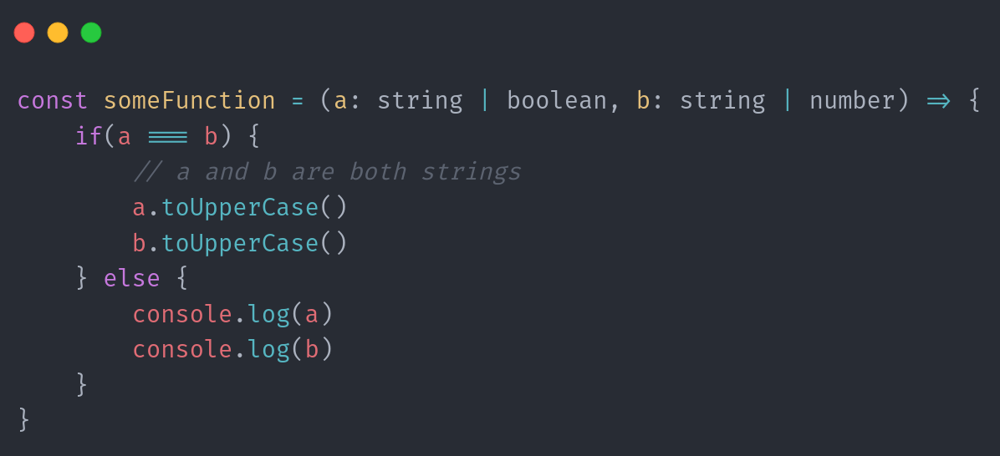 const someFunction = (a: string | boolean, b: string | number) => {
    if(a === b) {
        // a and b are both strings
        a.toUpperCase()
        b.toUpperCase()
    } else {
        console.log(a)
        console.log(b)
    }
}